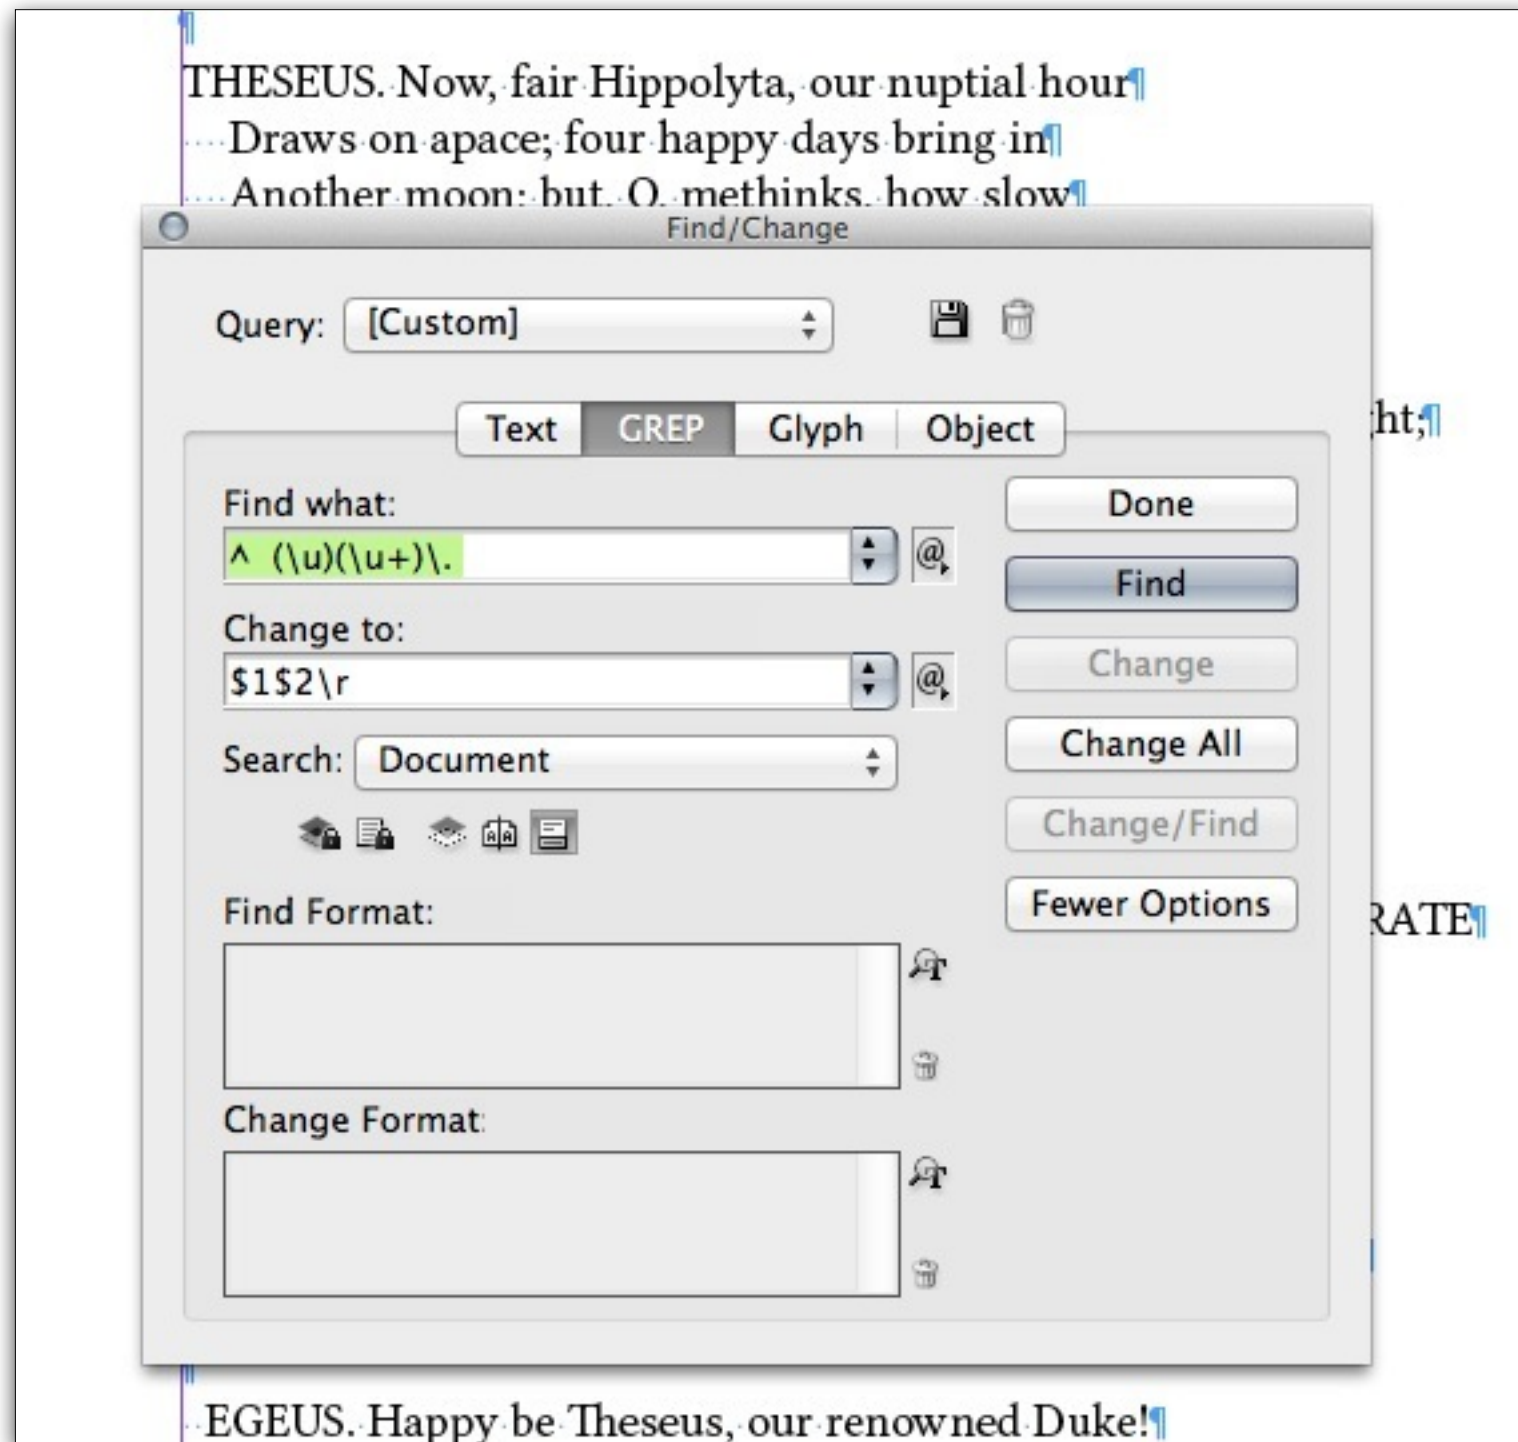 ¶
THESEUS. Now, fair Hippolyta, our nuptial hour¶
Draws on apace; four happy days bring in¶
Another moon; but, O, methinks, how slow¶
Find/Change
Query: [Custom]
ht;¶
Text GREP Glyph Object
Find what:
Done
^  (\u)(\u+)\.
Find
Change to:
Change
$1$2\r
Change All
Search: Document
Change/Find
Fewer Options
Find Format:
RATE¶
Change Format:
EGEUS. Happy be Theseus, our renowned Duke!¶